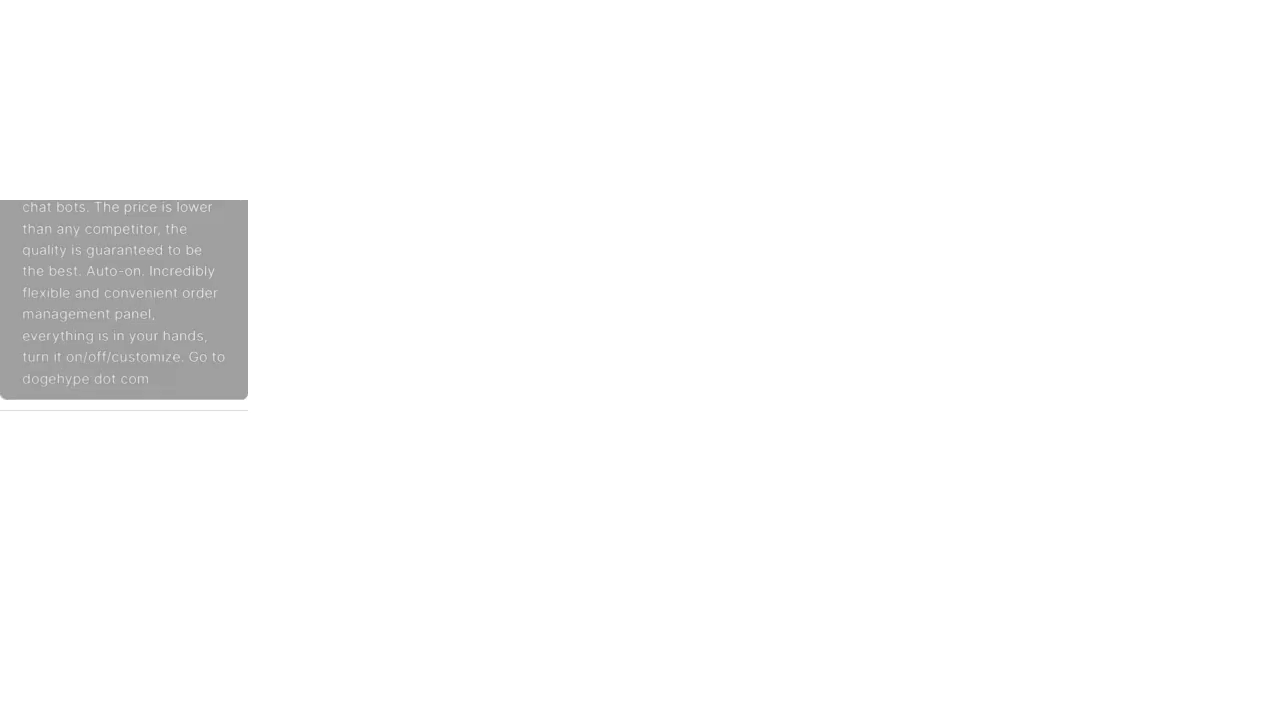 chat bots. The price is lower
than any competitor, the
quality is guaranteed to be
the best. Auto-on. Incredibly
flexible and convenient order
management panel,
everything is in your hands,
turn it on/off/customize. Go to
dogehype dot com